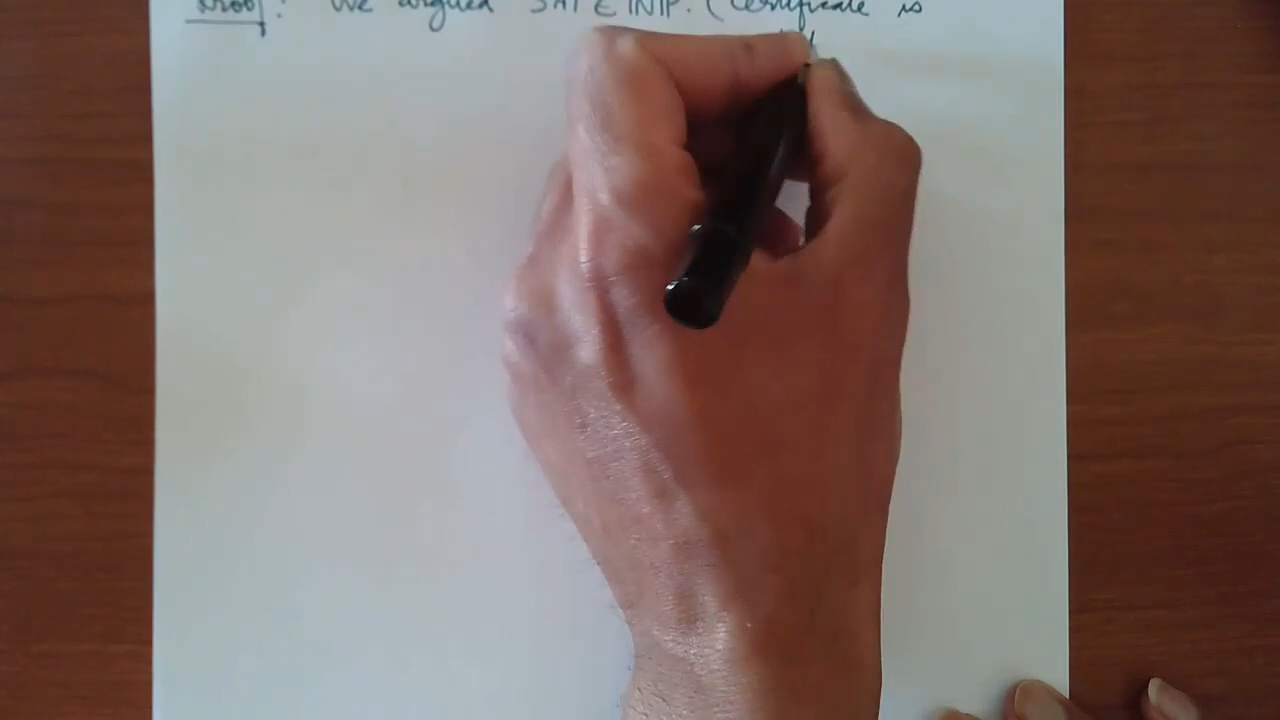 Proof: We argued SAT ∈ NP. (Certificate is